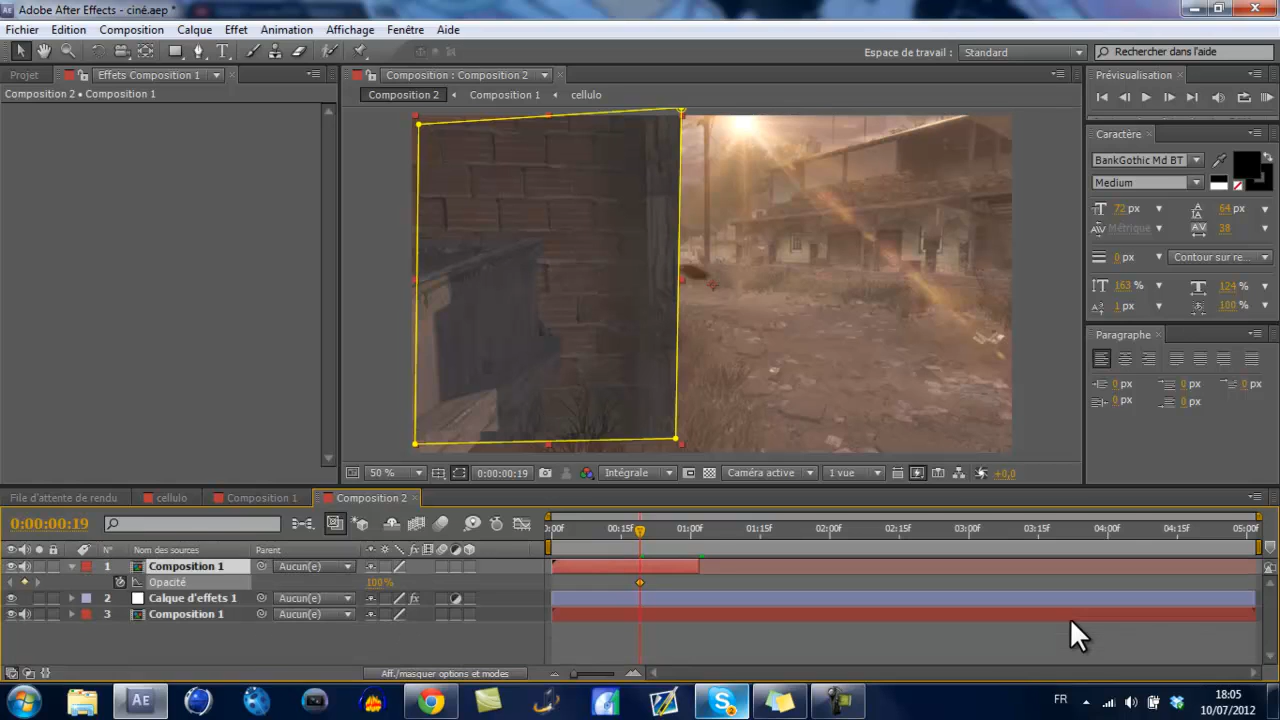 Adobe After Effects - ciné.aep *
Fichier Edition Composition Calque Effet Animation Affichage Fenêtre Aide
Espace de travail : Standard Rechercher dans l'aide
Projet Effets Composition 1 Composition : Composition 2 Prévisualisation
Composition 2 • Composition 1 Composition 2 Composition 1 cellulo
Caractère
BankGothic Md BT
Medium
72 px 64 px
Métrique 38
0 px Contour sur re...
163 % 124 %
1 px 100 %
Paragraphe
0 px 0 px 0 px
0 px 0 px
50 % 0:00:00:19 Intégrale Caméra active 1 vue +0,0
File d'attente de rendu cellulo Composition 1 Composition 2
0:00:00:19 :00f 00:15f 01:00f 01:15f 02:00f 02:15f 03:00f 03:15f 04:00f 04:15f 05:00f
N° Nom des sources Parent
1 Composition 1 Aucun(e)
Opacité 100 %
2 Calque d'effets 1 Aucun(e)
3 Composition 1 Aucun(e)
Aff./masquer options et modes
FR 18:05
10/07/2012